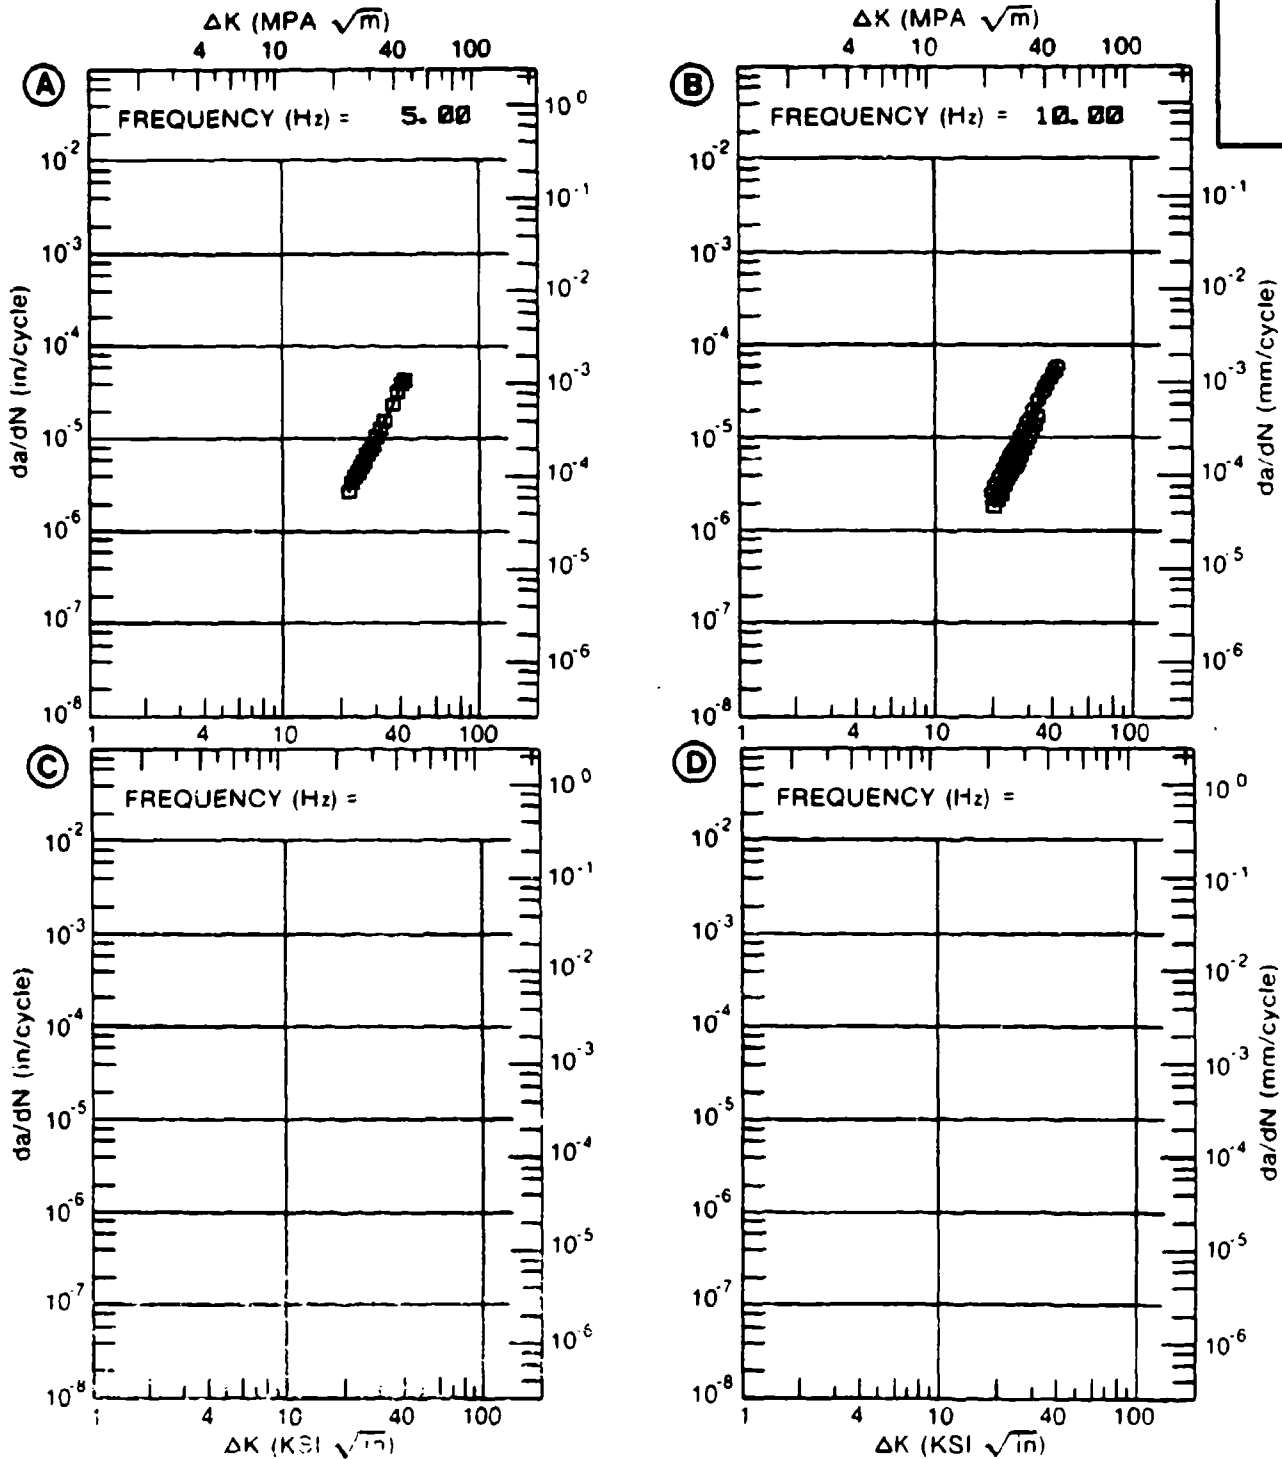 ΔK (MPA √m)
4 10 40 100
ΔK (MPA √m)
4 10 40 100
A
FREQUENCY (Hz) = 5.00
10⁰
B
FREQUENCY (Hz) = 10.00
da/dN (in/cycle)
10⁻²
10⁻³
10⁻⁴
10⁻⁵
10⁻⁶
10⁻⁷
10⁻⁸
10⁻¹
10⁻²
10⁻³
10⁻⁴
10⁻⁵
10⁻⁶
1 4 10 40 100
10⁻²
10⁻³
10⁻⁴
10⁻⁵
10⁻⁶
10⁻⁷
10⁻⁸
10⁻¹
10⁻²
10⁻³
10⁻⁴
10⁻⁵
10⁻⁶
da/dN (mm/cycle)
1 4 10 40 100
C
FREQUENCY (Hz) =
10⁰
D
FREQUENCY (Hz) =
10⁰
da/dN (in/cycle)
10⁻²
10⁻³
10⁻⁴
10⁻⁵
10⁻⁶
10⁻⁷
10⁻⁸
10⁻¹
10⁻²
10⁻³
10⁻⁴
10⁻⁵
10⁻⁶
1 4 10 40 100
ΔK (KSI √in)
10⁻²
10⁻³
10⁻⁴
10⁻⁵
10⁻⁶
10⁻⁷
10⁻⁸
10⁻¹
10⁻²
10⁻³
10⁻⁴
10⁻⁵
10⁻⁶
da/dN (mm/cycle)
1 4 10 40 100
ΔK (KSI √in)